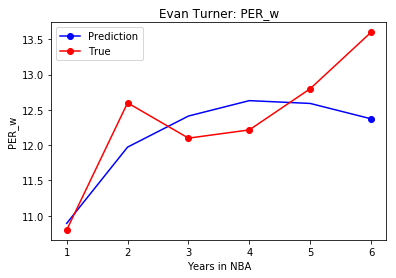 Evan Turner: PER_w
Prediction
True
13.5
13.0
12.5
12.0
11.5
11.0
PER_w
1 2 3 4 5 6
Years in NBA